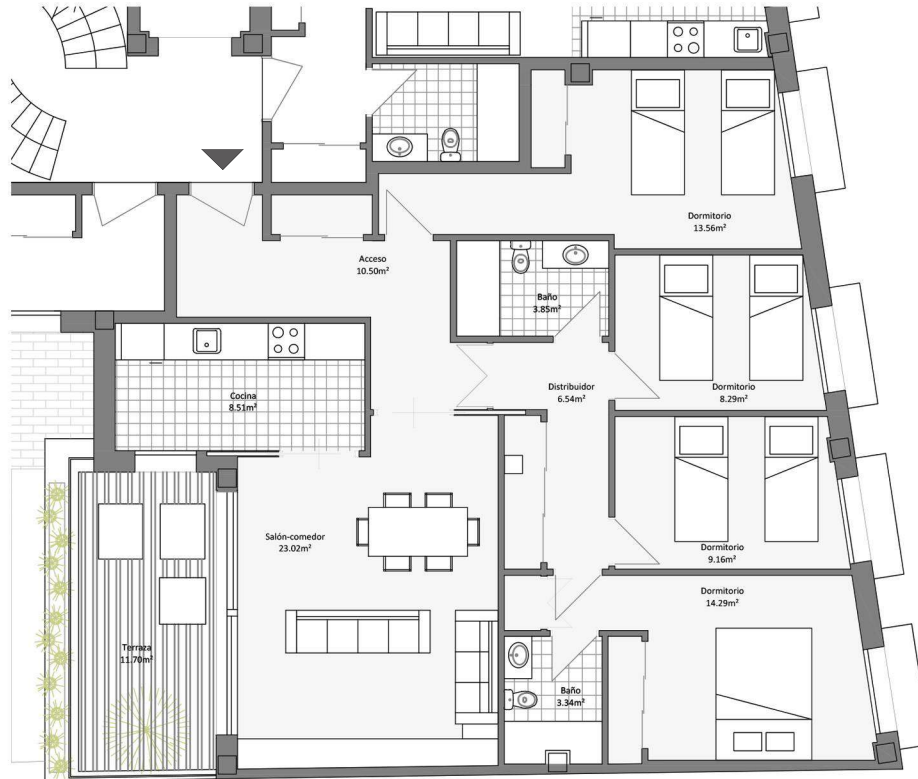 Dormitorio
13.56m²
Acceso
10.50m²
Baño
3.85m²
Dormitorio
8.29m²
Distribuidor
6.54m²
Cocina
8.51m²
Salón-comedor
23.02m²
Dormitorio
9.16m²
Dormitorio
14.29m²
Terraza
11.70m²
Baño
3.34m²